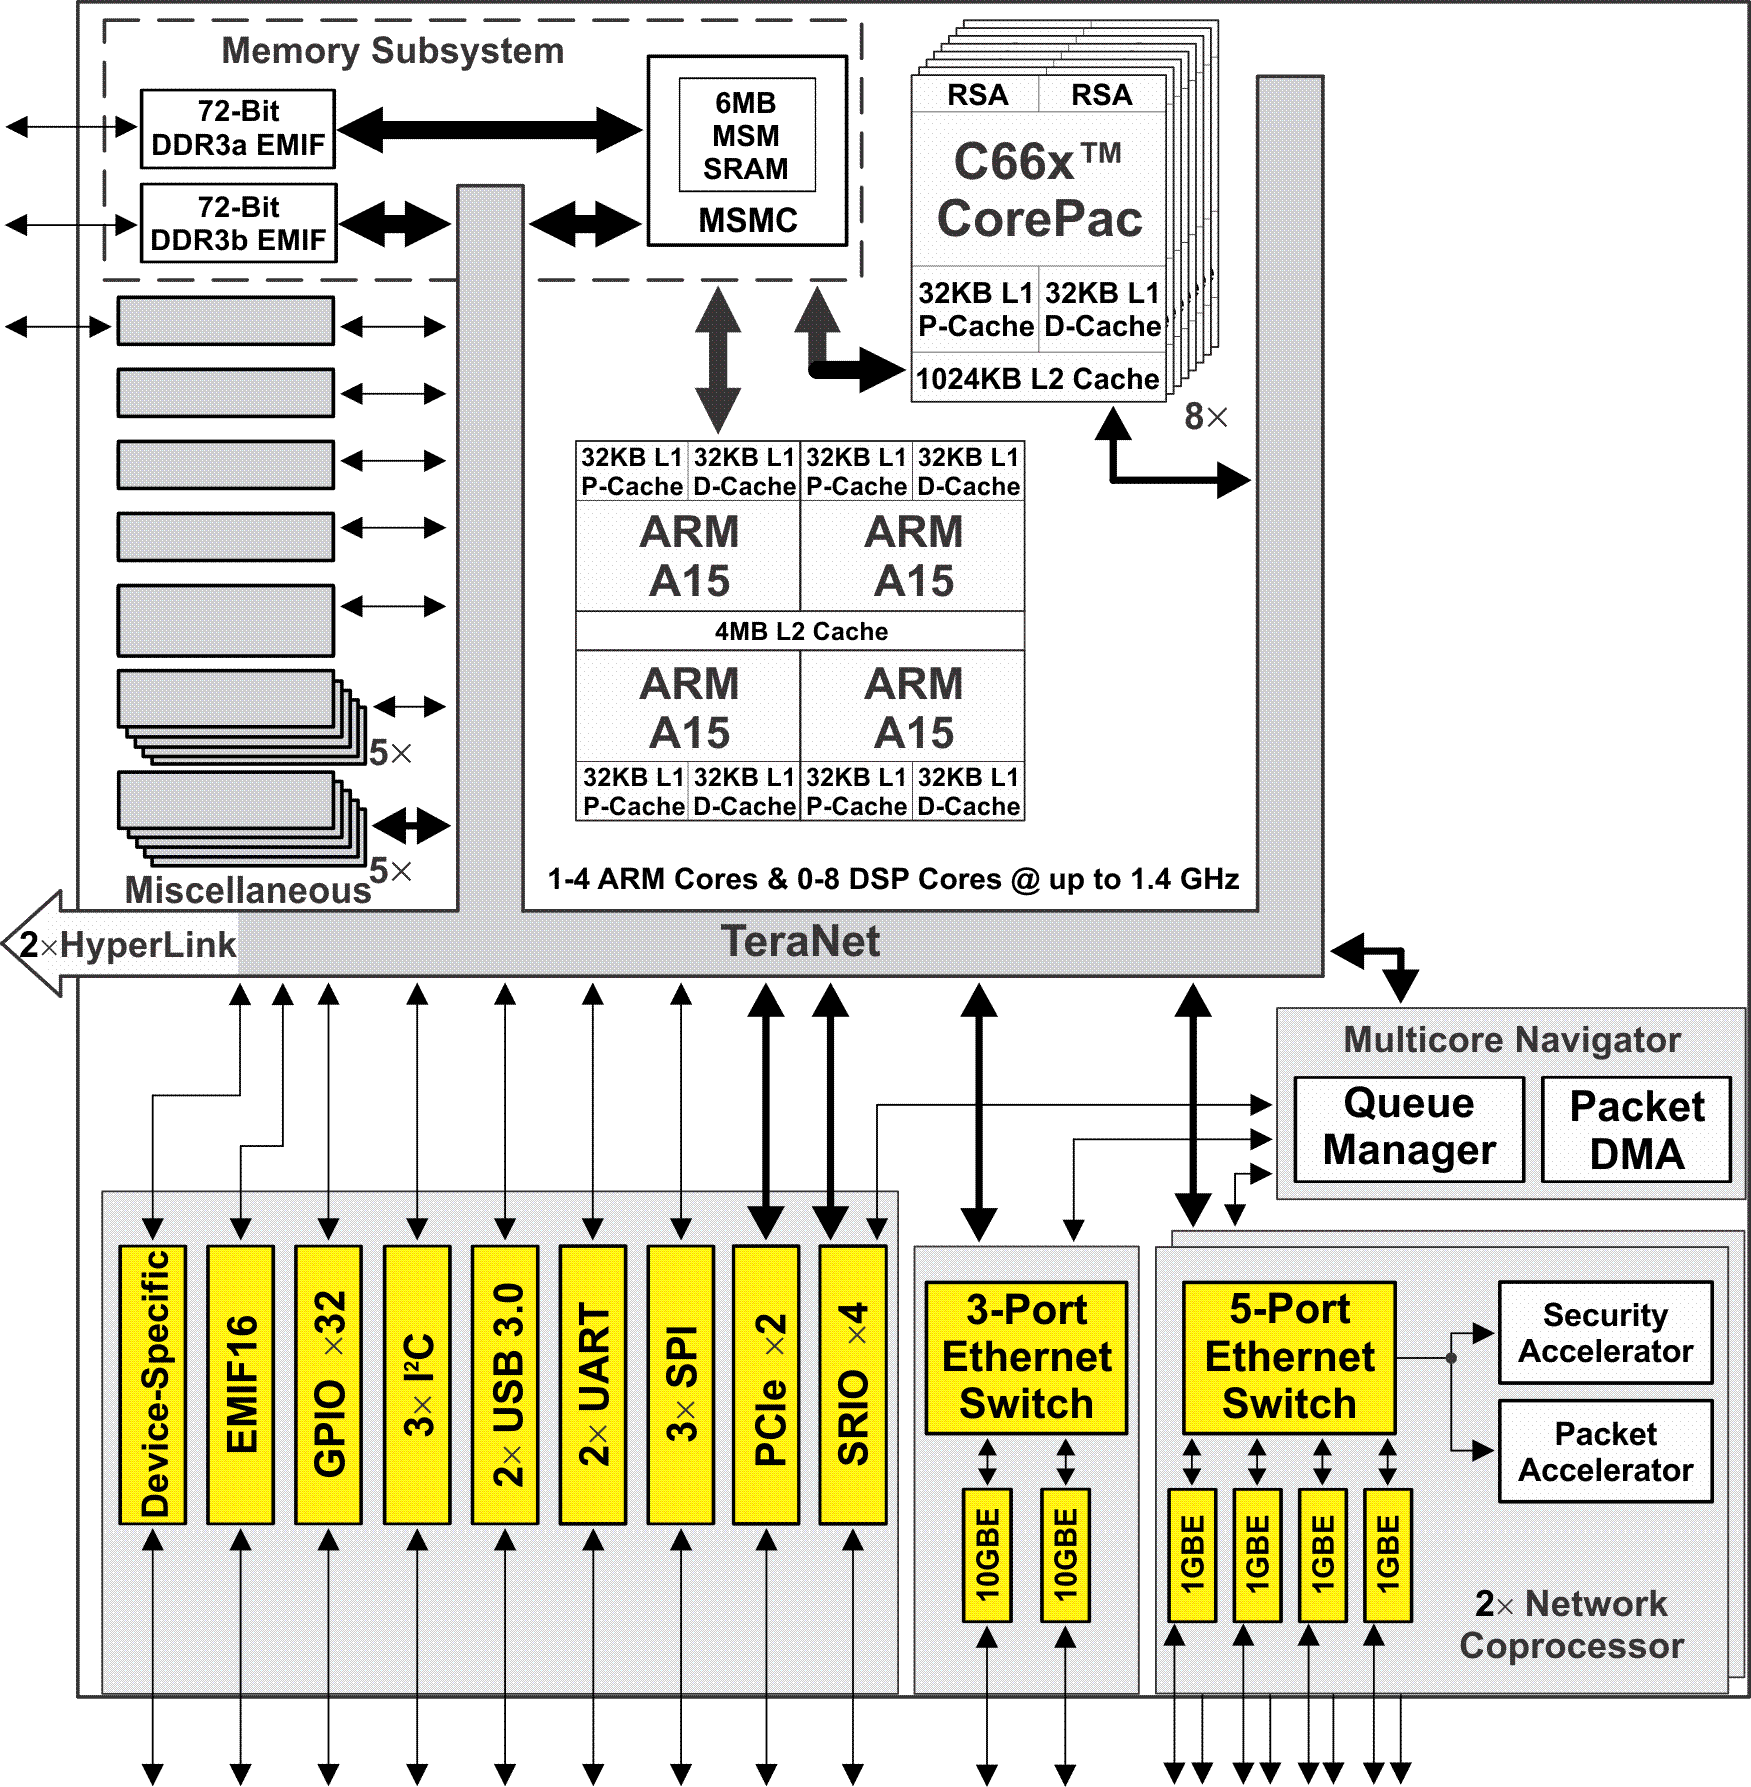 Memory Subsystem
72-Bit
DDR3a EMIF
72-Bit
DDR3b EMIF
6MB
MSM
SRAM
MSMC
RSA RSA
C66x™
CorePac
32KB L1 32KB L1
P-Cache D-Cache
1024KB L2 Cache
8×
32KB L1 32KB L1 32KB L1 32KB L1
P-Cache D-Cache P-Cache D-Cache
ARM ARM
A15 A15
4MB L2 Cache
ARM ARM
A15 A15
32KB L1 32KB L1 32KB L1 32KB L1
P-Cache D-Cache P-Cache D-Cache
5×
5×
Miscellaneous
1-4 ARM Cores & 0-8 DSP Cores @ up to 1.4 GHz
2×HyperLink
TeraNet
Multicore Navigator
Queue
Manager
Packet
DMA
Device-Specific
EMIF16
GPIO ×32
3× I²C
2× USB 3.0
2× UART
3× SPI
PCIe ×2
SRIO ×4
3-Port
Ethernet
Switch
10GBE
10GBE
5-Port
Ethernet
Switch
Security
Accelerator
Packet
Accelerator
1GBE
1GBE
1GBE
1GBE
2× Network
Coprocessor